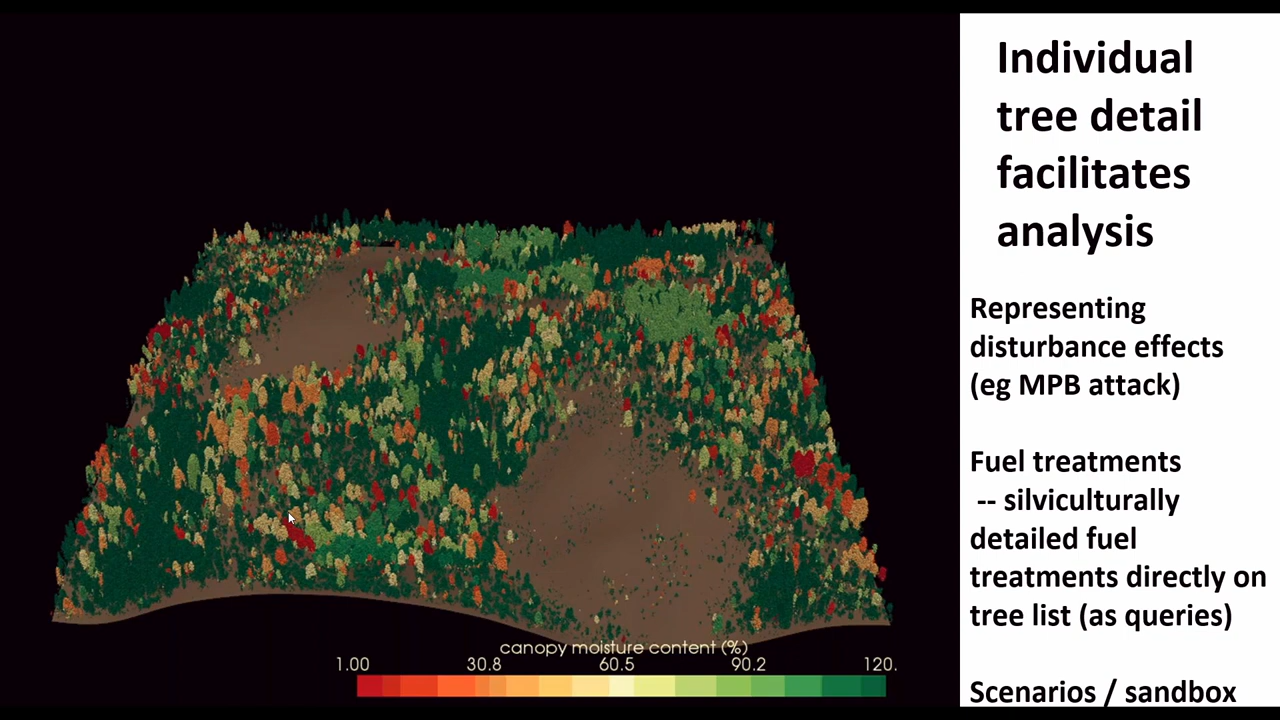 Individual
tree detail
facilitates
analysis
Representing
disturbance effects
(eg MPB attack)
Fuel treatments
-- silviculturally
detailed fuel
treatments directly on
tree list (as queries)
Scenarios / sandbox
canopy moisture content (%)
1.00 30.8 60.5 90.2 120.